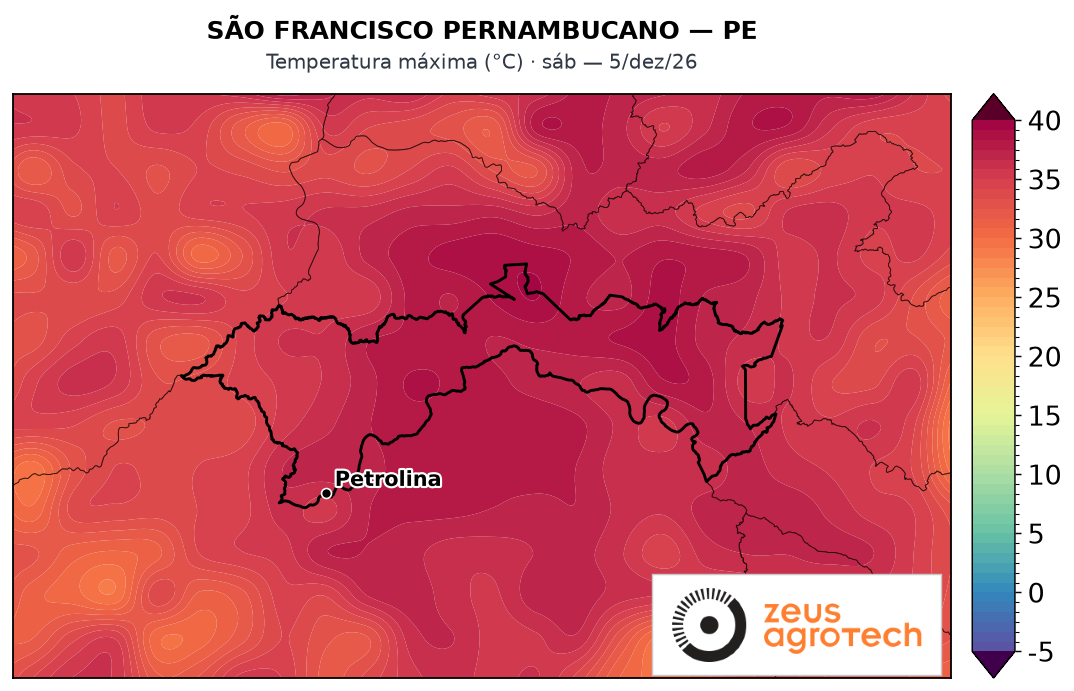 SÃO FRANCISCO PERNAMBUCANO — PE
Temperatura máxima (°C) · sáb — 5/dez/26
40
35
30
25
20
15
10
5
0
-5
Petrolina
zeus
agrotech